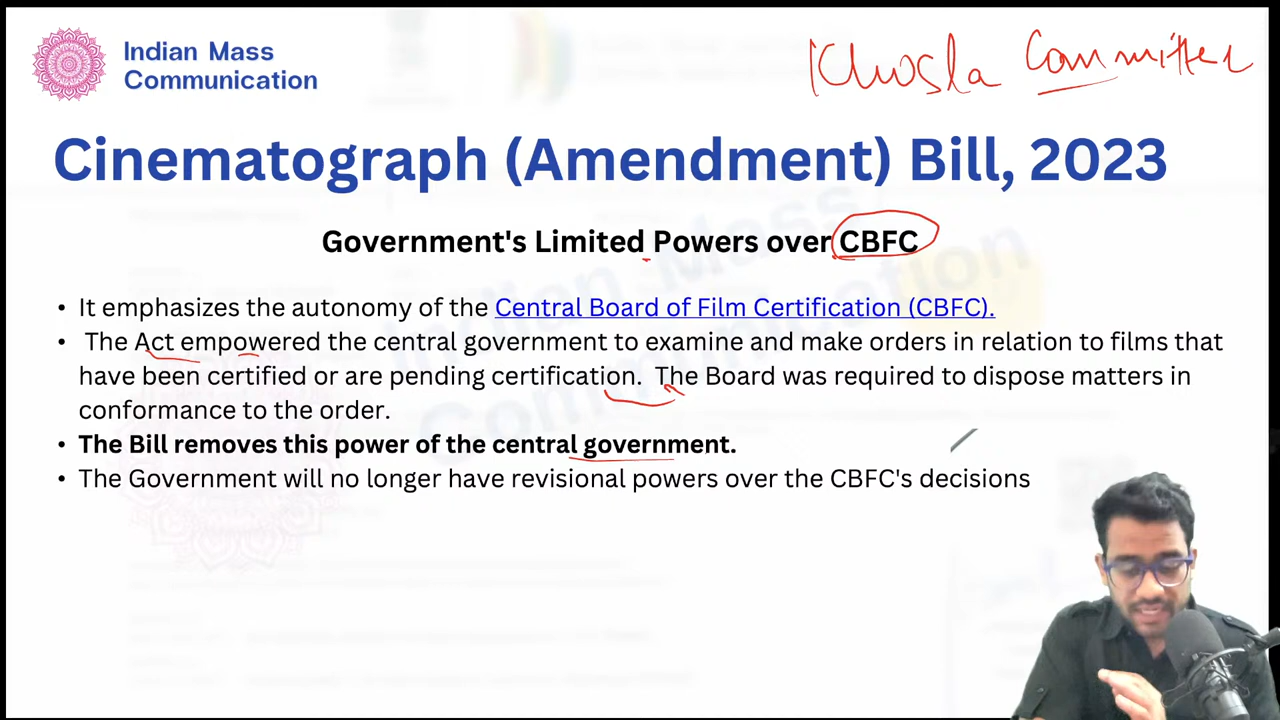 Indian Mass
Communication
Khosla Committee
Cinematograph (Amendment) Bill, 2023
Government's Limited Powers over CBFC
• It emphasizes the autonomy of the Central Board of Film Certification (CBFC).
• The Act empowered the central government to examine and make orders in relation to films that
have been certified or are pending certification. The Board was required to dispose matters in
conformance to the order.
• The Bill removes this power of the central government.
• The Government will no longer have revisional powers over the CBFC's decisions
Indian Mass
Communication